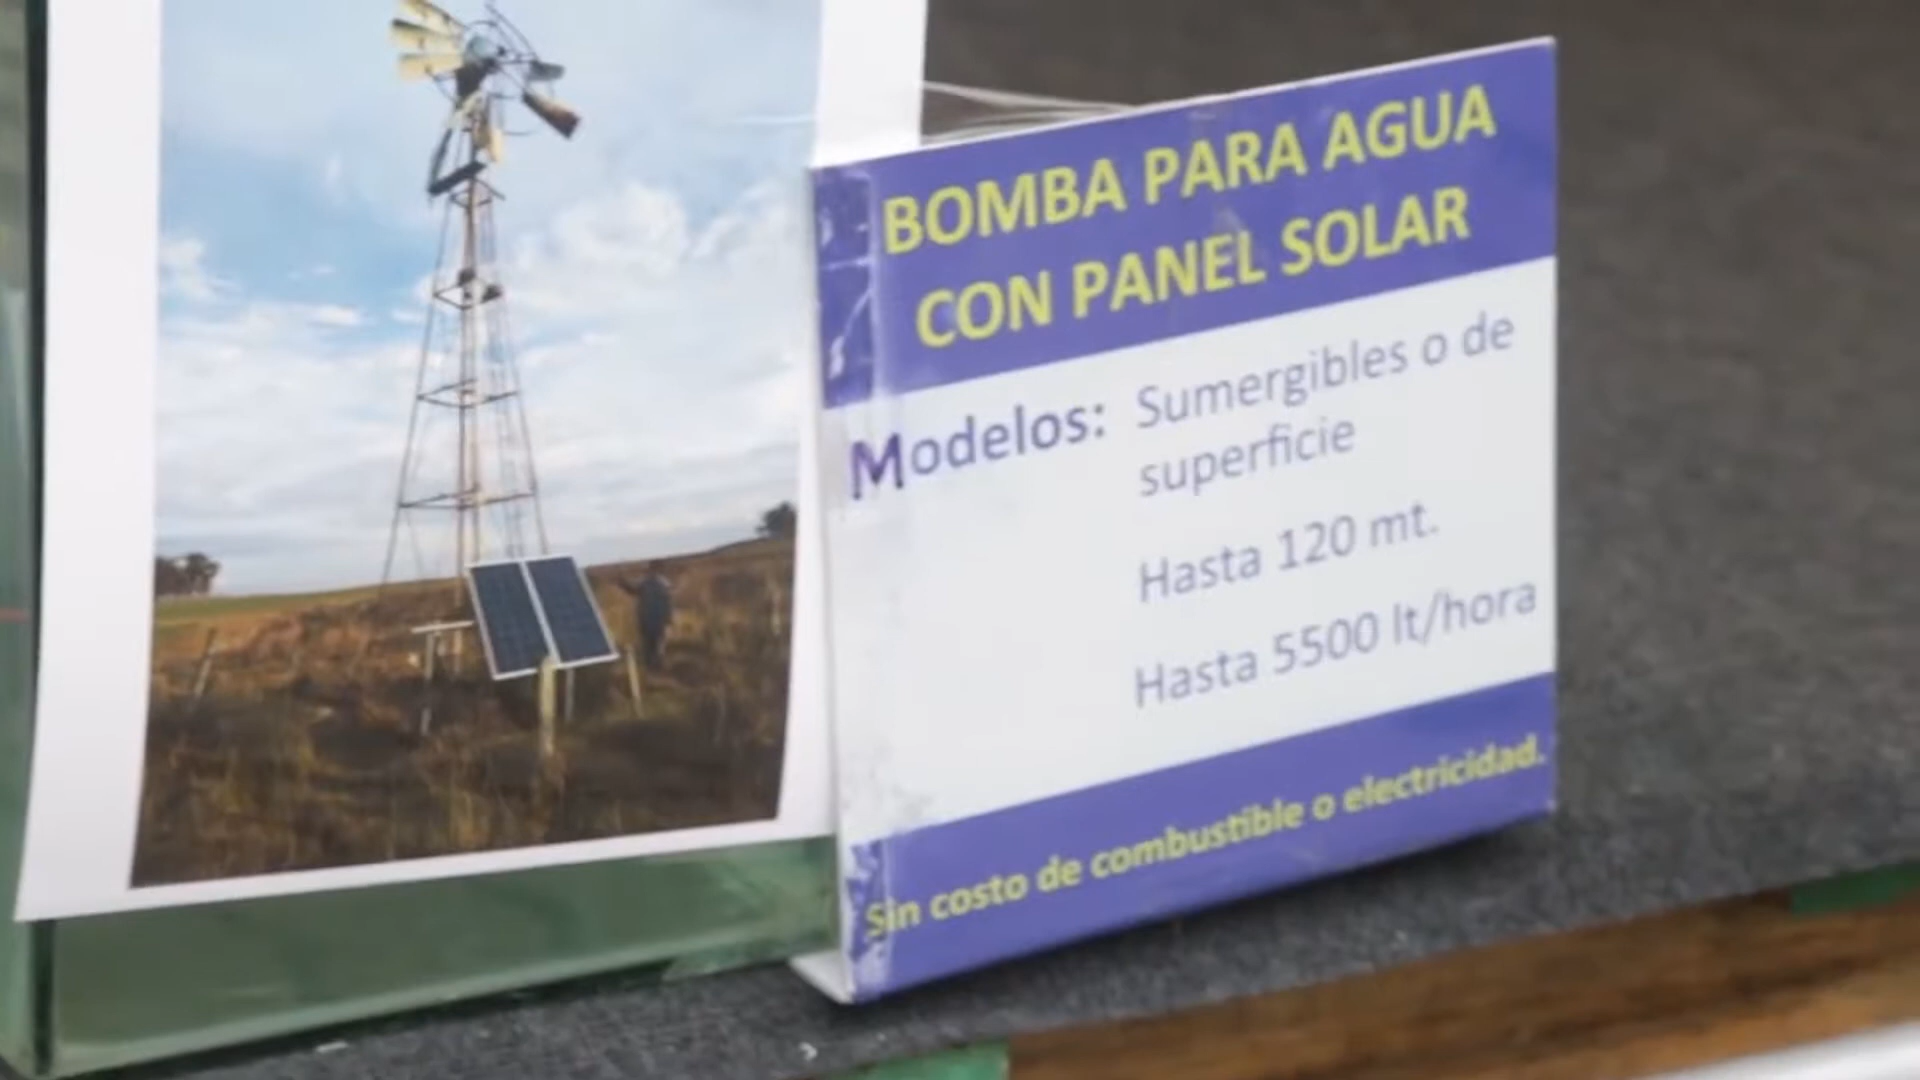 BOMBA PARA AGUA
CON PANEL SOLAR
Modelos: Sumergibles o de
superficie
Hasta 120 mt.
Hasta 5500 lt/hora
Sin costo de combustible o electricidad.